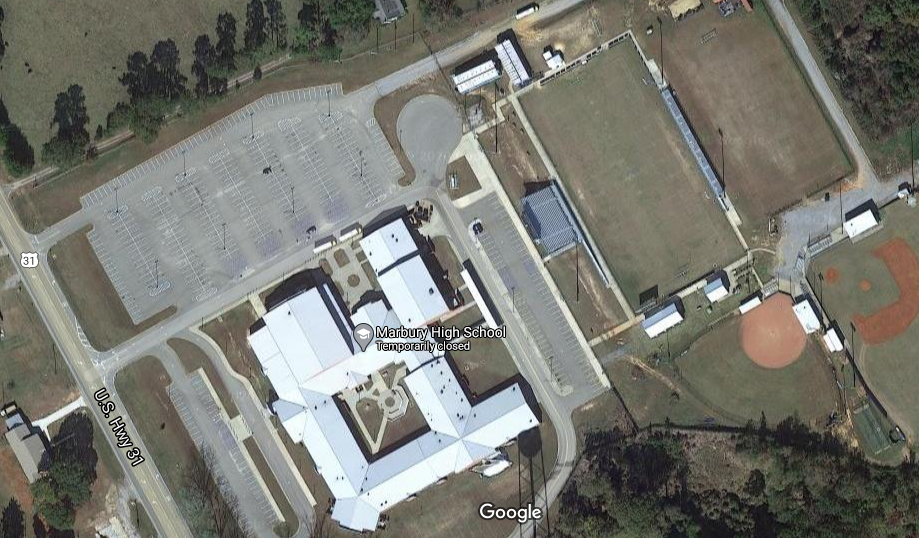 31
Marbury High School
Temporarily closed
U.S. Hwy 31
Google